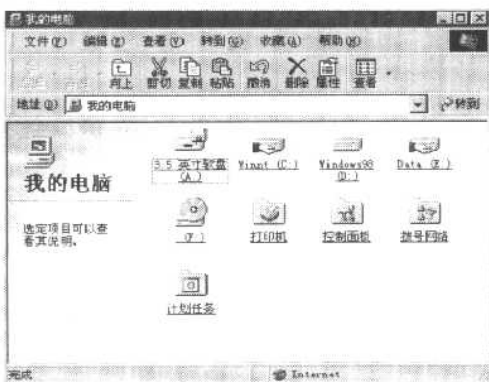 我的电脑
文件(F) 编辑(E) 查看(V) 转到(G) 收藏(A) 帮助(H)
向上 剪切 复制 粘贴 撤消 删除 属性 查看
地址(D) 我的电脑 转到
我的电脑
选定项目可以查
看其说明。
3.5 英寸软盘
(A:)
Winnt (C:)
Windows98
(D:)
Data (E:)
(F:)
打印机
控制面板
拨号网络
计划任务
完成 Internet